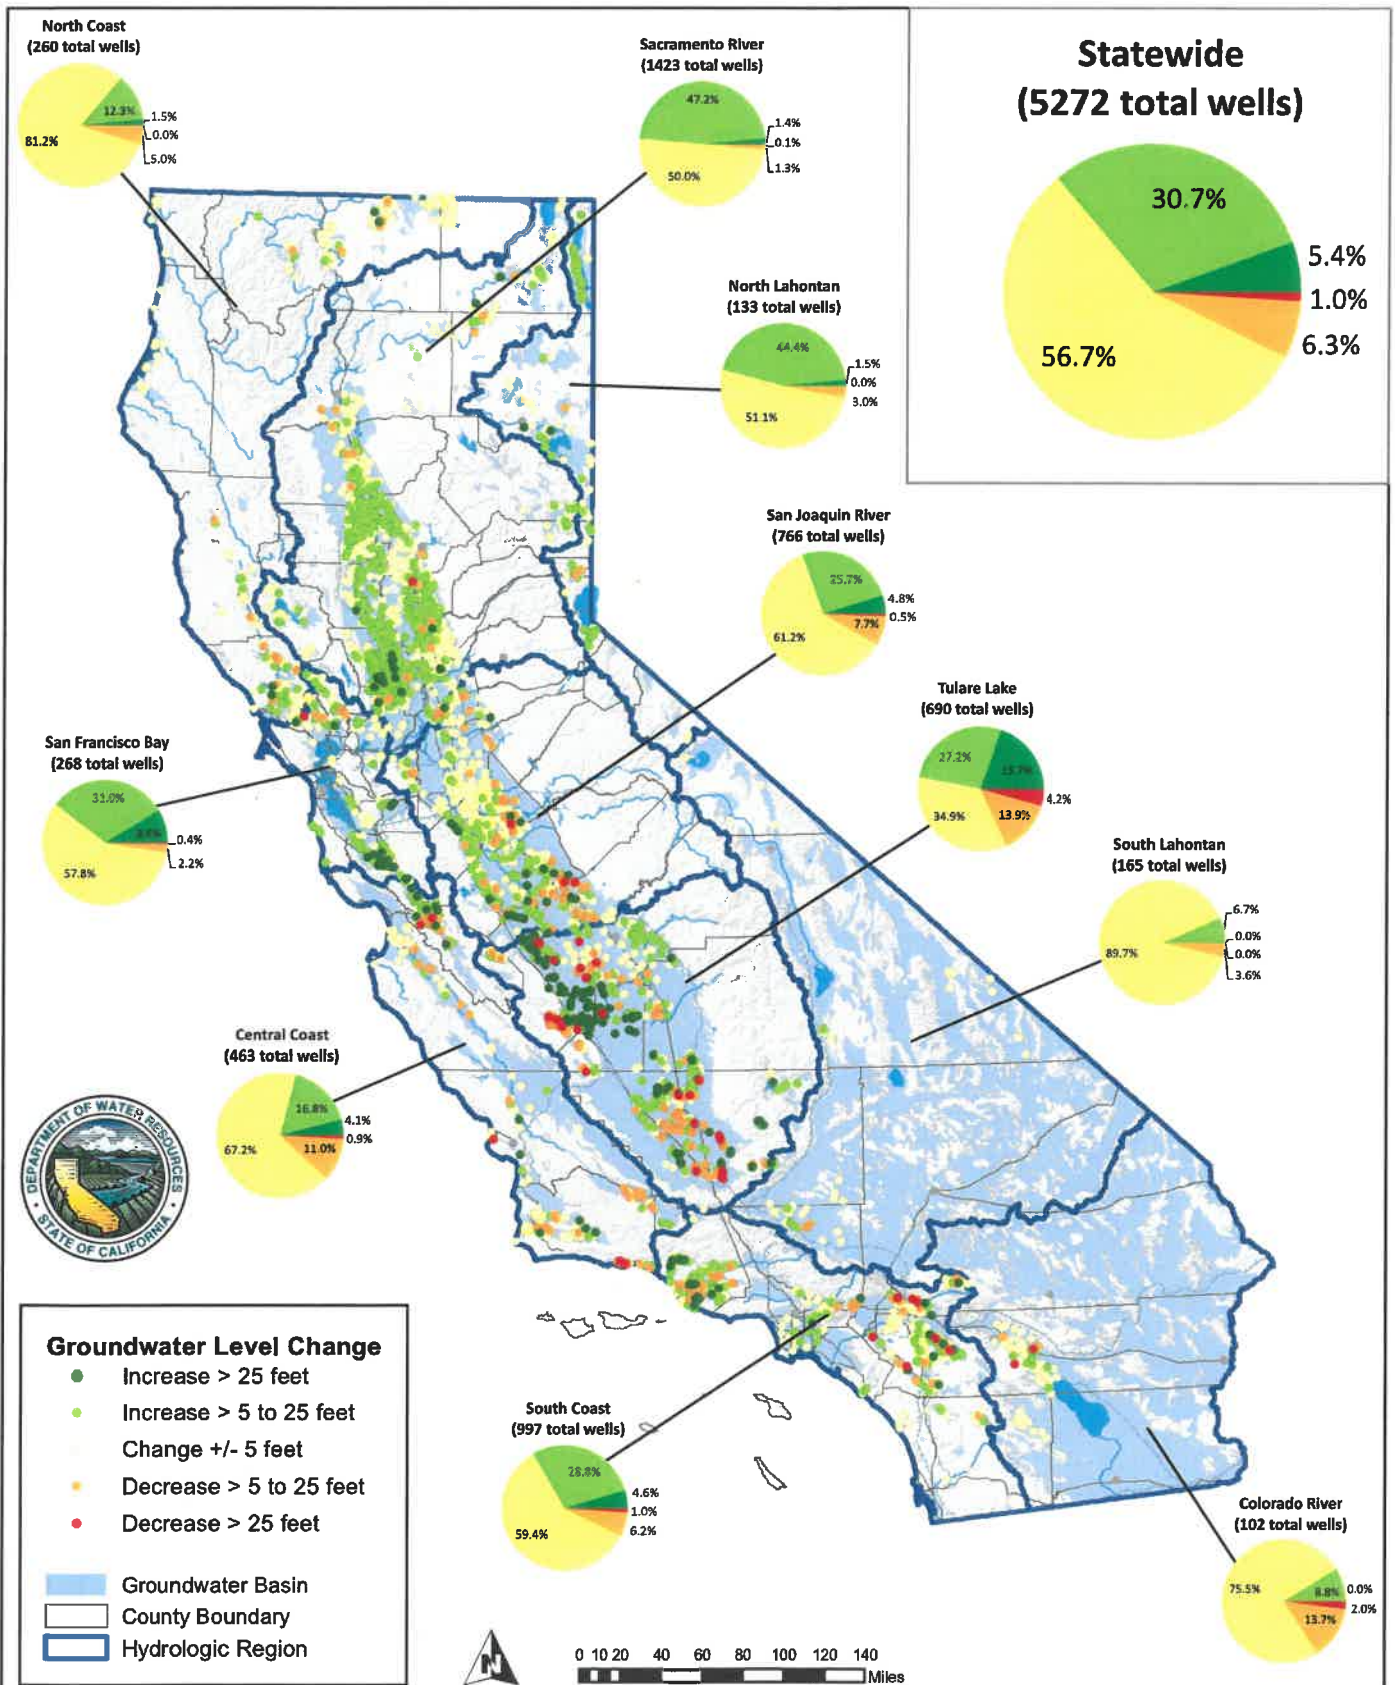 North Coast
(260 total wells)
12.3%
1.5%
0.0%
5.0%
81.2%
Sacramento River
(1423 total wells)
47.2%
1.4%
0.1%
1.3%
50.0%
Statewide
(5272 total wells)
30.7%
5.4%
1.0%
6.3%
56.7%
North Lahontan
(133 total wells)
44.4%
1.5%
0.0%
3.0%
51.1%
San Joaquin River
(766 total wells)
25.7%
4.8%
0.5%
7.7%
61.2%
Tulare Lake
(690 total wells)
27.2%
4.2%
13.9%
34.9%
San Francisco Bay
(268 total wells)
31.0%
0.4%
2.2%
57.8%
South Lahontan
(165 total wells)
6.7%
0.0%
0.0%
3.6%
89.7%
Central Coast
(463 total wells)
16.8%
4.1%
0.9%
11.0%
67.2%
DEPARTMENT OF WATER RESOURCES
STATE OF CALIFORNIA
Groundwater Level Change
Increase > 25 feet
Increase > 5 to 25 feet
Change +/- 5 feet
Decrease > 5 to 25 feet
Decrease > 25 feet
Groundwater Basin
County Boundary
Hydrologic Region
South Coast
(997 total wells)
28.8%
4.6%
1.0%
6.2%
59.4%
Colorado River
(102 total wells)
75.5%
8.8%
0.0%
2.0%
13.7%
N
0 10 20 40 60 80 100 120 140
Miles